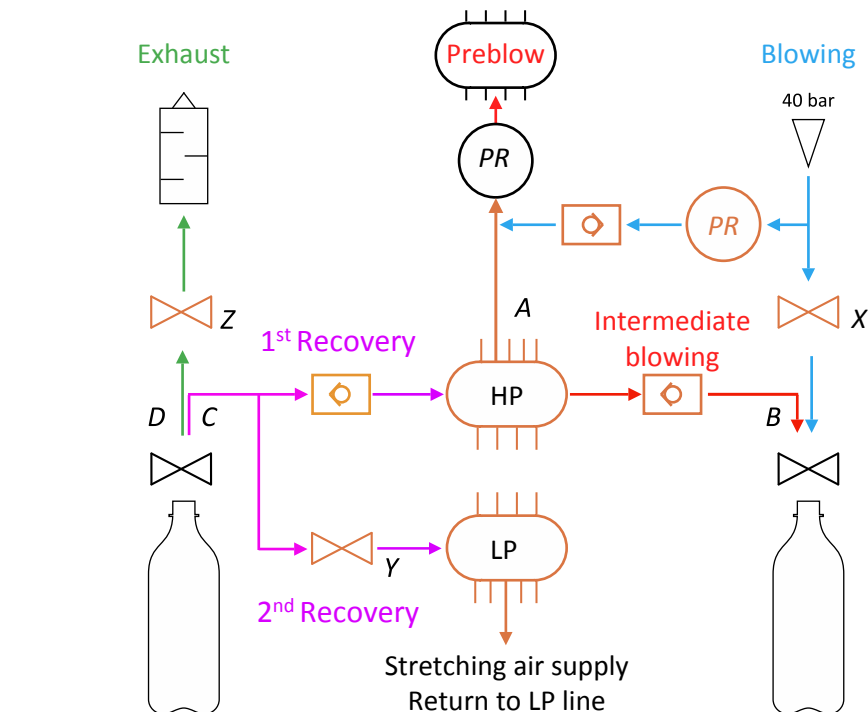 Exhaust
Preblow
Blowing
40 bar
PR
PR
Z
A
X
1st Recovery
Intermediate
blowing
HP
D
C
B
LP
Y
2nd Recovery
Stretching air supply
Return to LP line